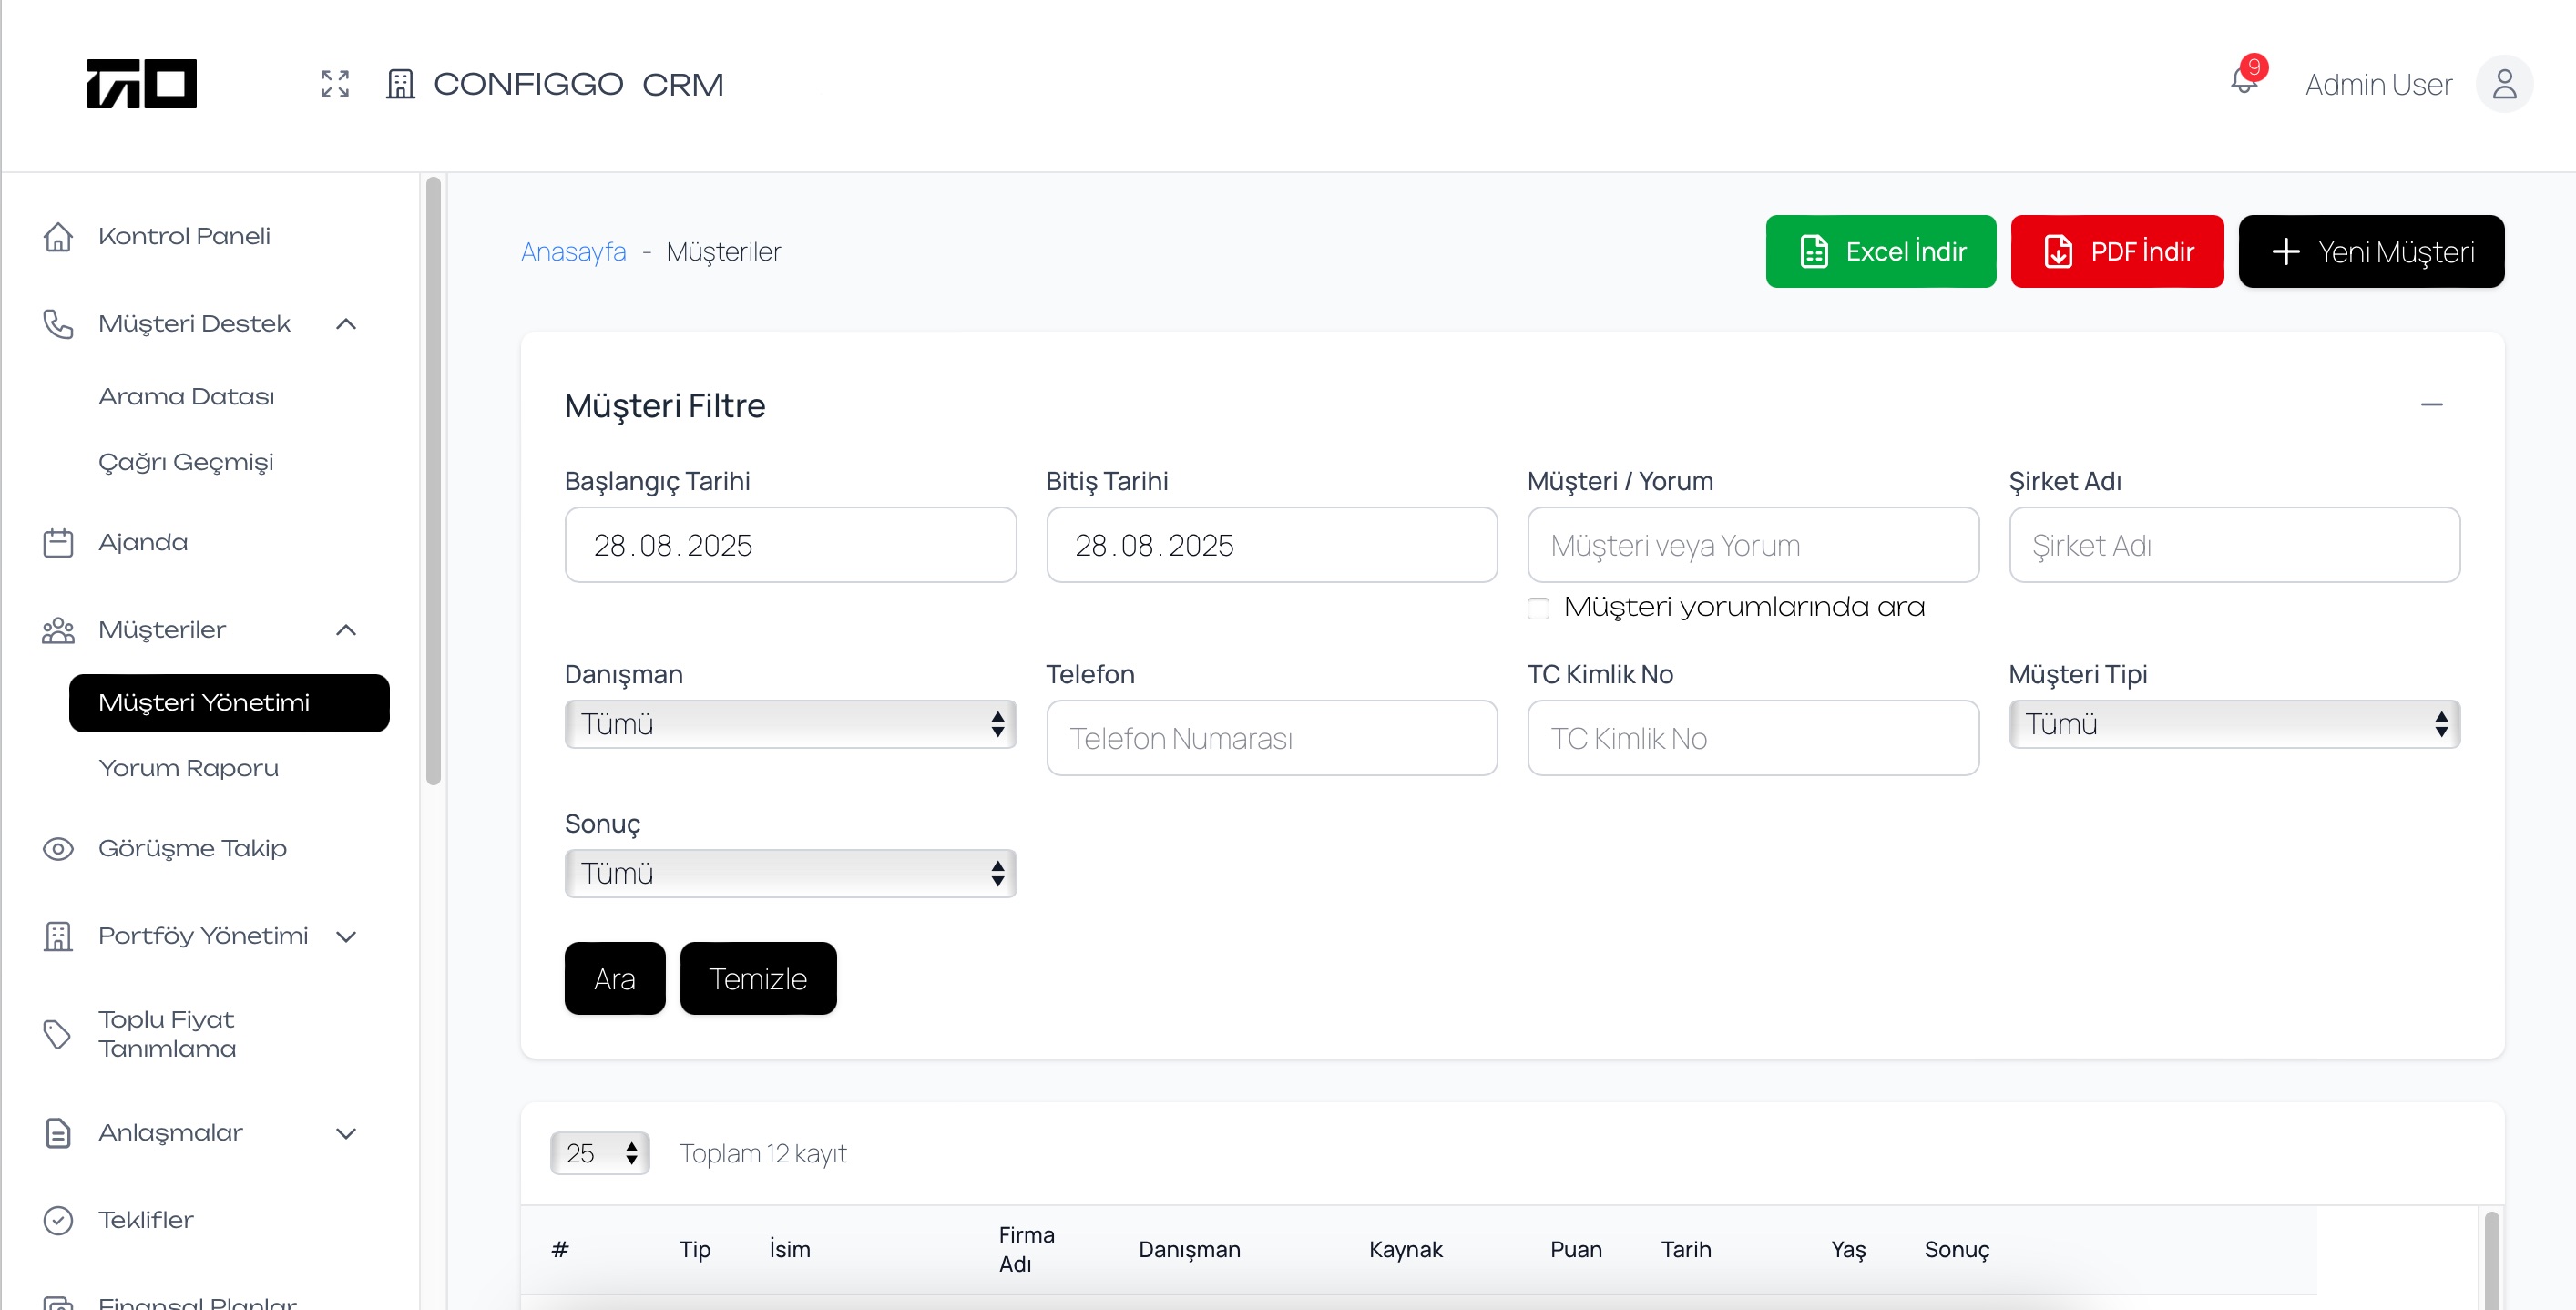 CONFIGGO CRM
9
Admin User
Kontrol Paneli
Müşteri Destek
Arama Datası
Çağrı Geçmişi
Ajanda
Müşteriler
Müşteri Yönetimi
Yorum Raporu
Görüşme Takip
Portföy Yönetimi
Toplu Fiyat
Tanımlama
Anlaşmalar
Teklifler
Finansal Planlar
Anasayfa - Müşteriler
Excel İndir
PDF İndir
Yeni Müşteri
Müşteri Filtre
Başlangıç Tarihi
28.08.2025
Bitiş Tarihi
28.08.2025
Müşteri / Yorum
Müşteri veya Yorum
Müşteri yorumlarında ara
Şirket Adı
Şirket Adı
Danışman
Tümü
Telefon
Telefon Numarası
TC Kimlik No
TC Kimlik No
Müşteri Tipi
Tümü
Sonuç
Tümü
Ara
Temizle
25
Toplam 12 kayıt
# Tip İsim Firma Adı Danışman Kaynak Puan Tarih Yaş Sonuç